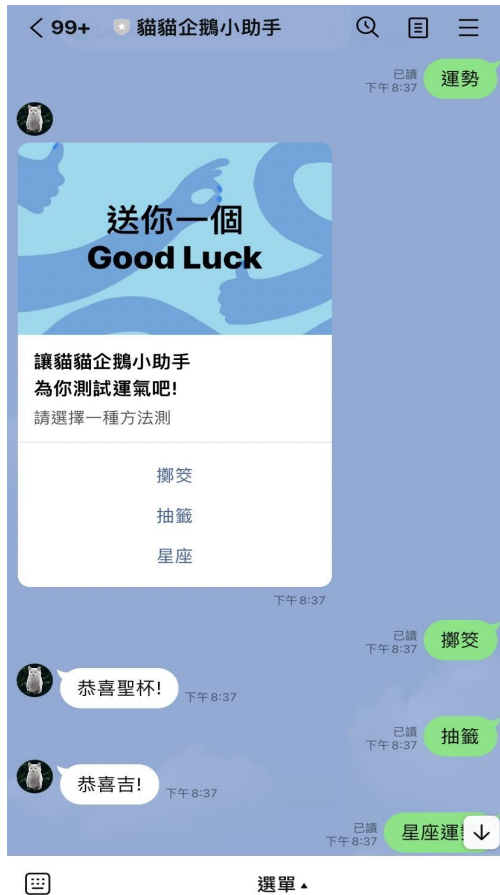 99+ 貓貓企鵝小助手
運勢
已讀
下午 8:37
送你一個
Good Luck
讓貓貓企鵝小助手
為你測試運氣吧!
請選擇一種方法測
擲筊
抽籤
星座
下午 8:37
擲筊
已讀
下午 8:37
恭喜聖杯!
下午 8:37
抽籤
已讀
下午 8:37
恭喜吉!
下午 8:37
星座運
已讀
下午 8:37
選單